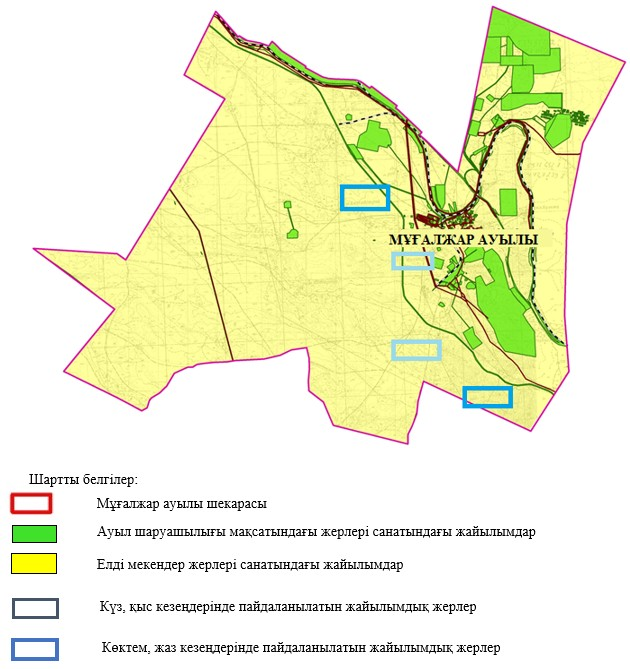 МҰҒАЛЖАР АУЫЛЫ
Шартты белгілер:
Мұғалжар ауылы шекарасы
Ауыл шаруашылығы мақсатындағы жерлері санатындағы жайылымдар
Елді мекендер жерлері санатындағы жайылымдар
Күз, қыс кезеңдерінде пайдаланылатын жайылымдық жерлер
Көктем, жаз кезеңдерінде пайдаланылатын жайылымдық жерлер